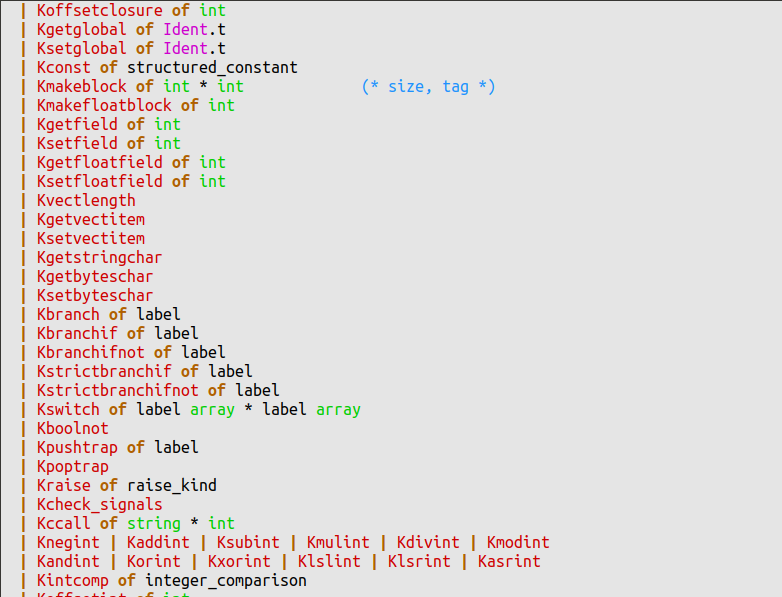 | Koffsetclosure of int
| Kgetglobal of Ident.t
| Ksetglobal of Ident.t
| Kconst of structured_constant
| Kmakeblock of int * int (* size, tag *)
| Kmakefloatblock of int
| Kgetfield of int
| Ksetfield of int
| Kgetfloatfield of int
| Ksetfloatfield of int
| Kvectlength
| Kgetvectitem
| Ksetvectitem
| Kgetstringchar
| Kgetbyteschar
| Ksetbyteschar
| Kbranch of label
| Kbranchif of label
| Kbranchifnot of label
| Kstrictbranchif of label
| Kstrictbranchifnot of label
| Kswitch of label array * label array
| Kboolnot
| Kpushtrap of label
| Kpoptrap
| Kraise of raise_kind
| Kcheck_signals
| Kccall of string * int
| Knegint | Kaddint | Ksubint | Kmulint | Kdivint | Kmodint
| Kandint | Korint | Kxorint | Klslint | Klsrint | Kasrint
| Kintcomp of integer_comparison
| Koffsetint of int